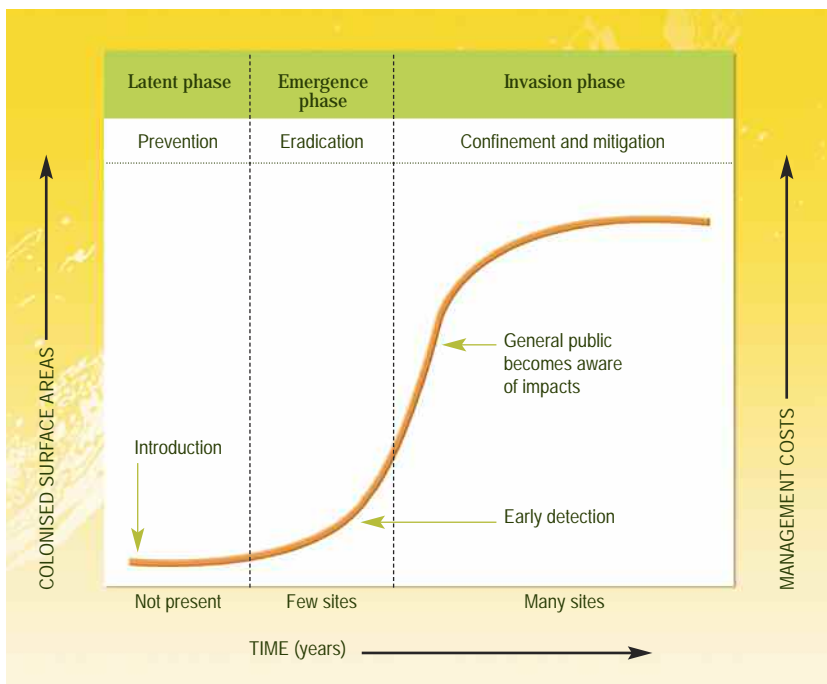 Latent phase
Emergence
phase
Invasion phase
Prevention
Eradication
Confinement and mitigation
COLONISED SURFACE AREAS
MANAGEMENT COSTS
General public
becomes aware
of impacts
Introduction
Early detection
Not present
Few sites
Many sites
TIME (years)